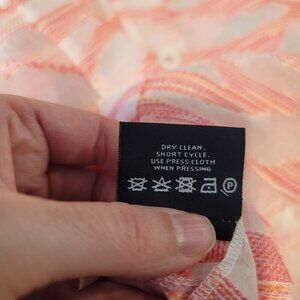 DRY CLEAN.
SHORT CYCLE.
USE PRESS CLOTH
WHEN PRESSING
P